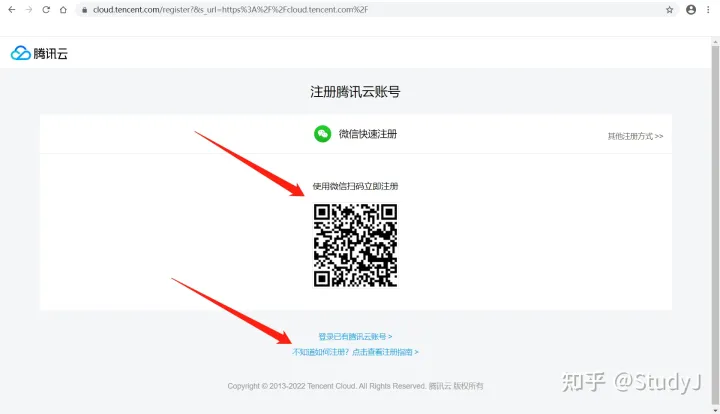 cloud.tencent.com/register?&s_url=https%3A%2F%2Fcloud.tencent.com%2F
腾讯云
注册腾讯云账号
微信快速注册
其他注册方式 >>
使用微信扫码立即注册
登录已有腾讯云账号 >
不知道如何注册？点击查看注册指南 >
Copyright © 2013-2022 Tencent Cloud. All Rights Reserved. 腾讯云 版权所有
知乎 @StudyJ